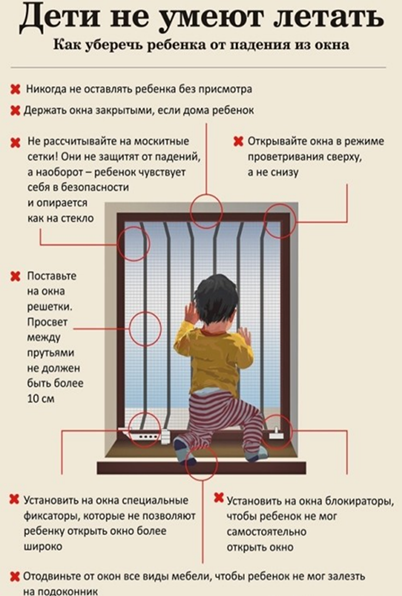 Дети не умеют летать
Как уберечь ребенка от падения из окна
Никогда не оставлять ребенка без присмотра
Держать окна закрытыми, если дома ребенок
Не рассчитывайте на москитные
сетки! Они не защитят от падений,
а наоборот – ребенок чувствует
себя в безопасности
и опирается
как на стекло
Открывайте окна в режиме
проветривания сверху,
а не снизу
Поставьте
на окна
решетки.
Просвет
между
прутьями
не должен
быть более
10 см
Установить на окна специальные
фиксаторы, которые не позволяют
ребенку открыть окно более
широко
Установить на окна блокираторы,
чтобы ребенок не мог
самостоятельно
открыть окно
Отодвиньте от окон все виды мебели, чтобы ребенок не мог залезть
на подоконник